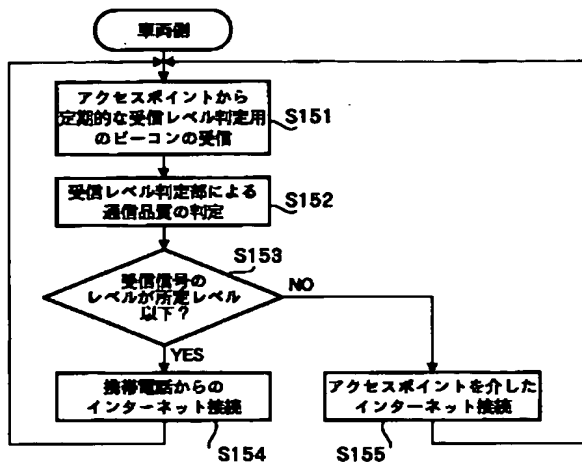 車両側
アクセスポイントから
定期的な受信レベル判定用
のビーコンの受信
S151
受信レベル判定部による
通信品質の判定
S152
S153
受信信号の
レベルが所定レベル
以下？
NO
YES
携帯電話からの
インターネット接続
アクセスポイントを介した
インターネット接続
S154
S155